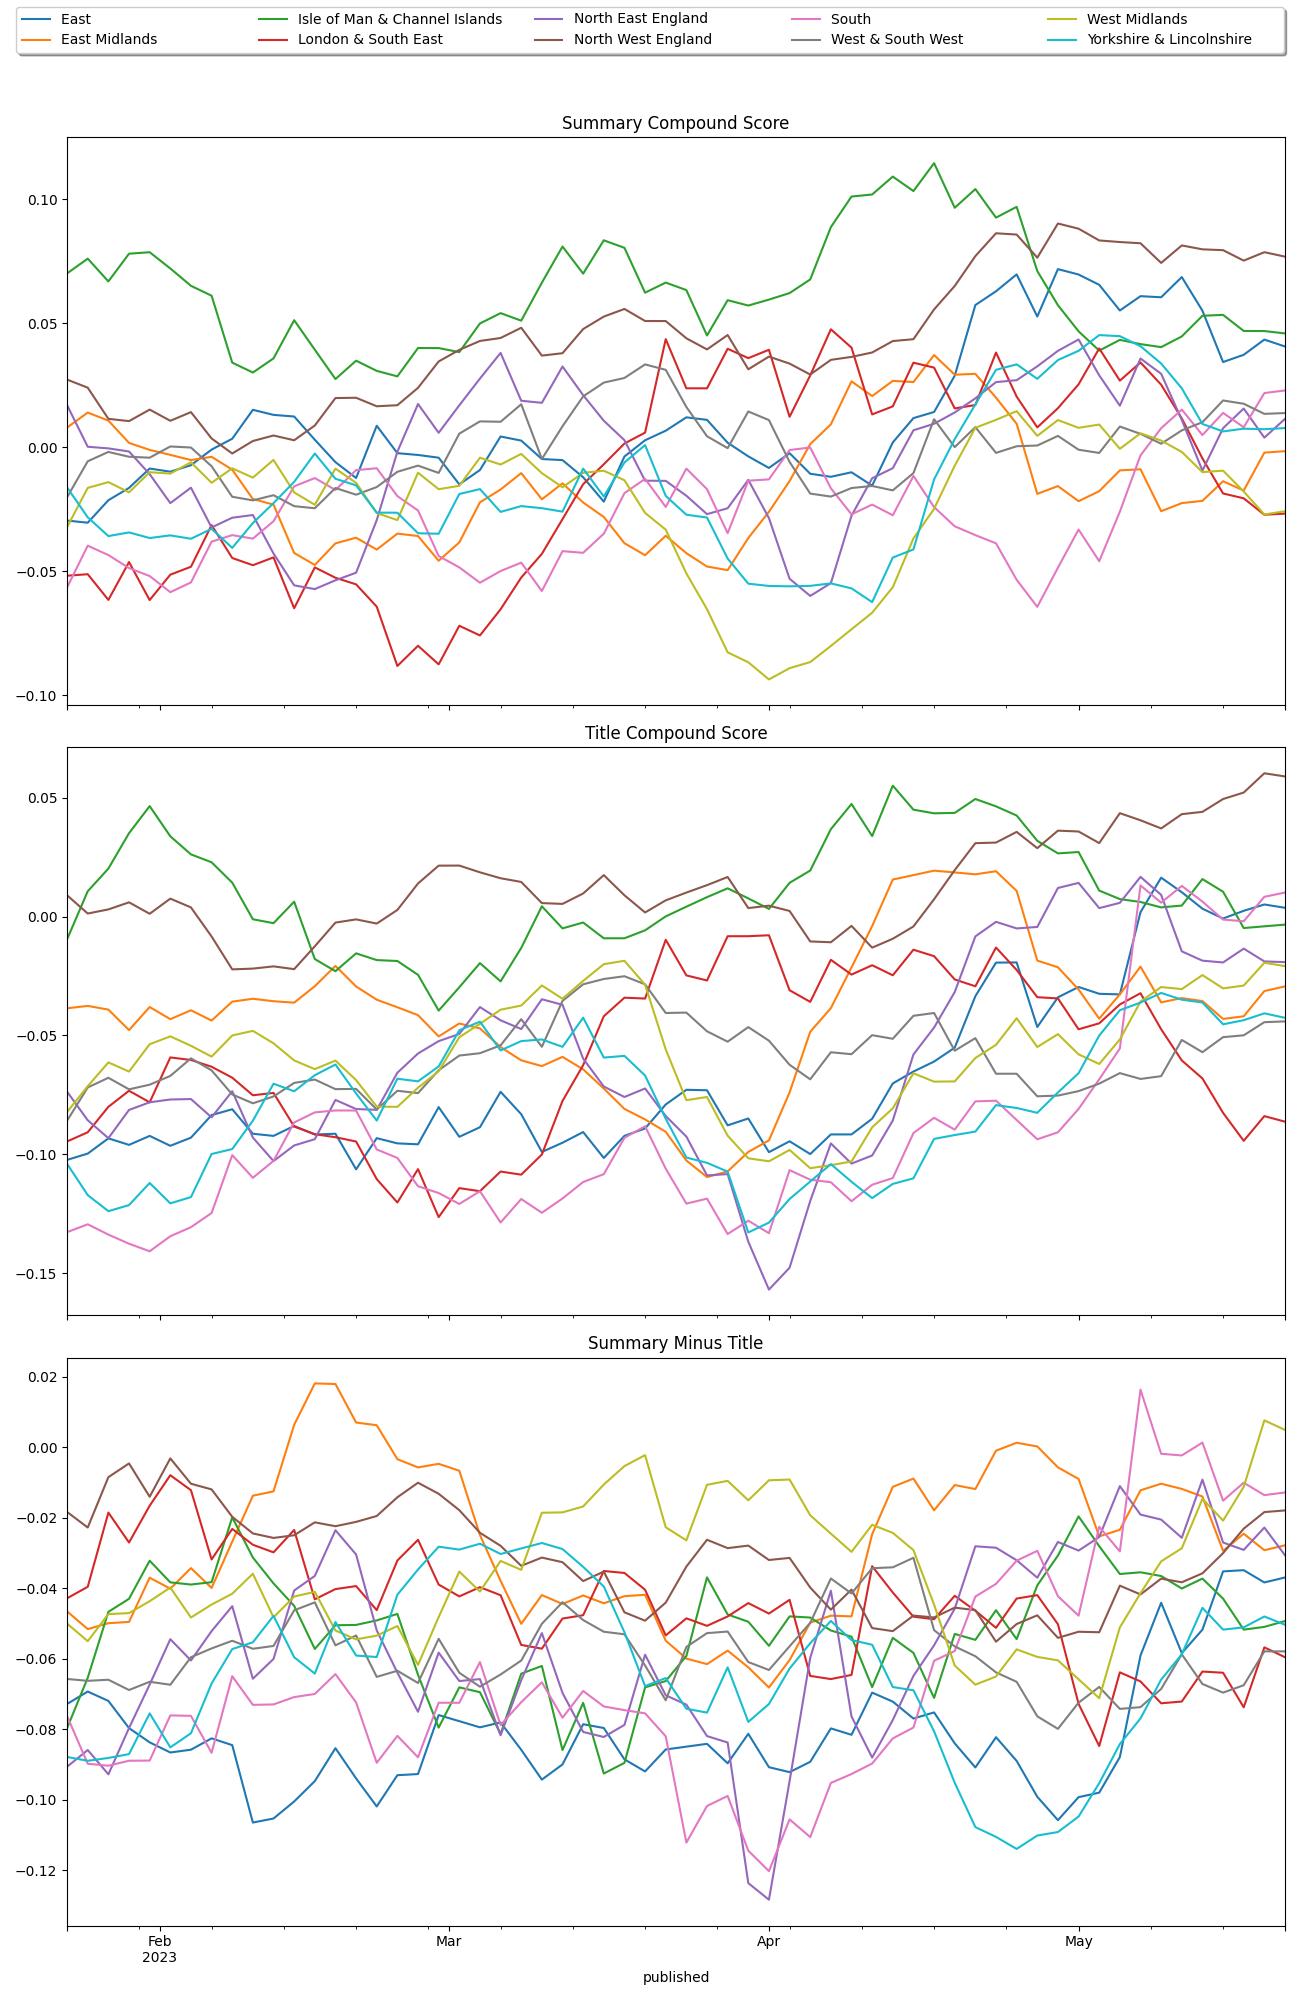 East
Isle of Man & Channel Islands
North East England
South
West Midlands
East Midlands
London & South East
North West England
West & South West
Yorkshire & Lincolnshire
Summary Compound Score
0.10
0.05
0.00
−0.05
−0.10
Title Compound Score
0.05
0.00
−0.05
−0.10
−0.15
Summary Minus Title
0.02
0.00
−0.02
−0.04
−0.06
−0.08
−0.10
−0.12
Feb
2023
Mar
Apr
May
published